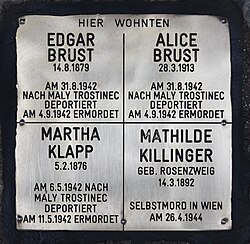 HIER WOHNTEN
EDGAR
BRUST
14.8.1879
AM 31.8.1942
NACH MALY TROSTINEC
DEPORTIERT
AM 4.9.1942 ERMORDET
ALICE
BRUST
28.3.1913
AM 31.8.1942
NACH MALY TROSTINEC
DEPORTIERT
AM 4.9.1942 ERMORDET
MARTHA
KLAPP
5.2.1876
AM 6.5.1942 NACH
MALY TROSTINEC
DEPORTIERT
AM 11.5.1942 ERMORDET
MATHILDE
KILLINGER
GEB. ROSENZWEIG
14.3.1892
SELBSTMORD IN WIEN
AM 26.4.1944